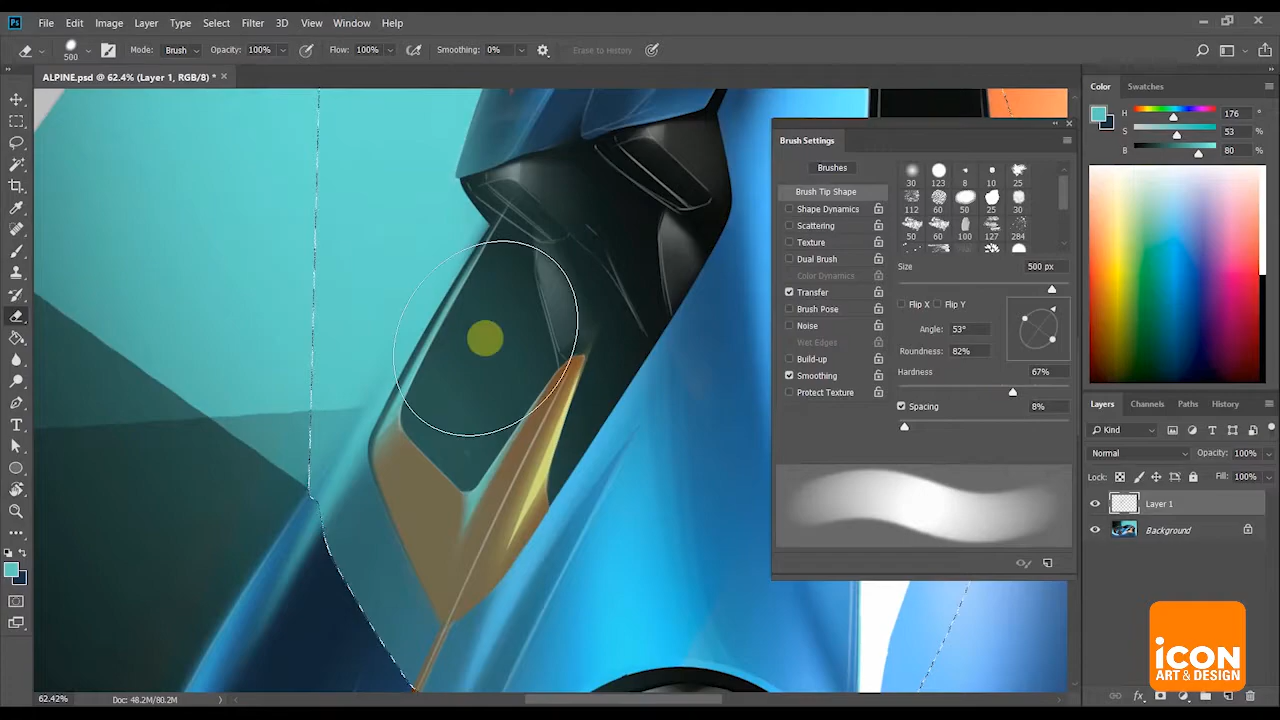 Ps File Edit Image Layer Type Select Filter 3D View Window Help
500 Mode: Brush Opacity: 100% Flow: 100% Smoothing: 0% Erase to History
ALPINE.psd @ 62.4% (Layer 1, RGB/8) *
Color Swatches
H 176 °
S 53 %
B 80 %
Brush Settings
Brushes
Brush Tip Shape
Shape Dynamics
Scattering
Texture
Dual Brush
Color Dynamics
Transfer
Brush Pose
Noise
Wet Edges
Build-up
Smoothing
Protect Texture
30 123 8 10 25
112 60 50 25 30
50 60 100 127 284
Size 500 px
Flip X Flip Y
Angle: 53°
Roundness: 82%
Hardness 67%
Spacing 8%
Layers Channels Paths History
Kind
Normal Opacity: 100%
Lock: Fill: 100%
Layer 1
Background
iCON
ART & DESIGN
62.42% Doc: 48.2M/80.2M